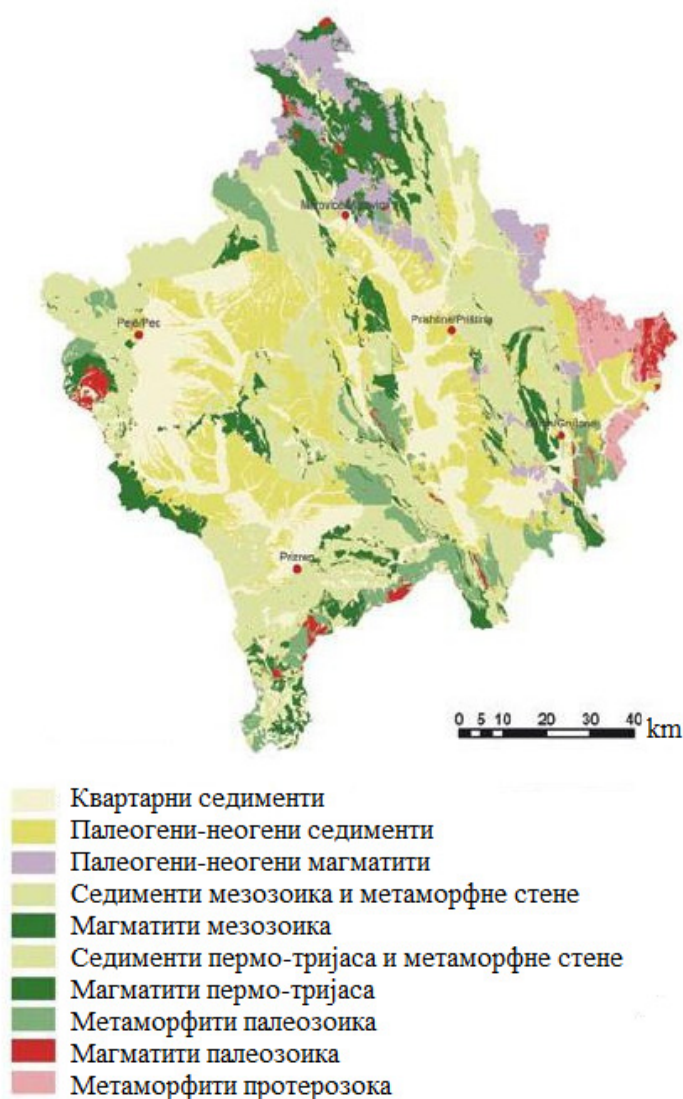 Pejë/Peć
Prishtinë/Priština
Prizren
0 5 10 20 30 40 km
Квартарни седименти
Палеогени-неогени седименти
Палеогени-неогени магматити
Седименти мезозоика и метаморфне стене
Магматити мезозоика
Седименти пермо-тријаса и метаморфне стене
Магматити пермо-тријаса
Метаморфити палеозоика
Магматити палеозоика
Метаморфити протерозока